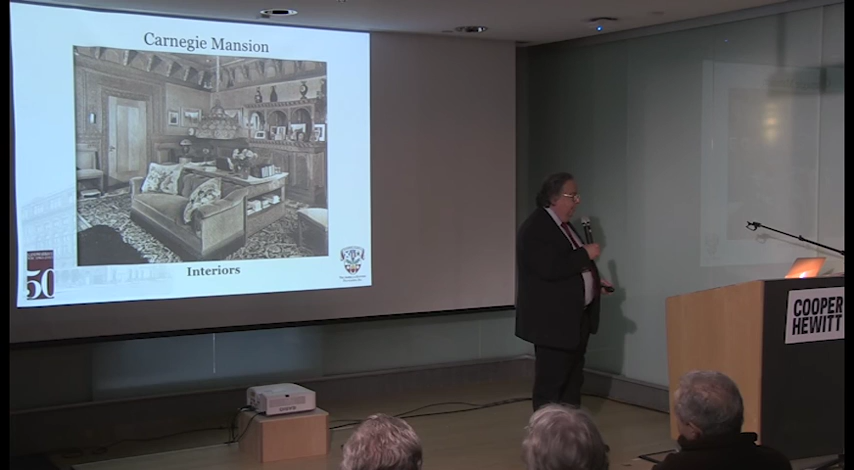 Carnegie Mansion
Interiors
50
COOPER
HEWITT